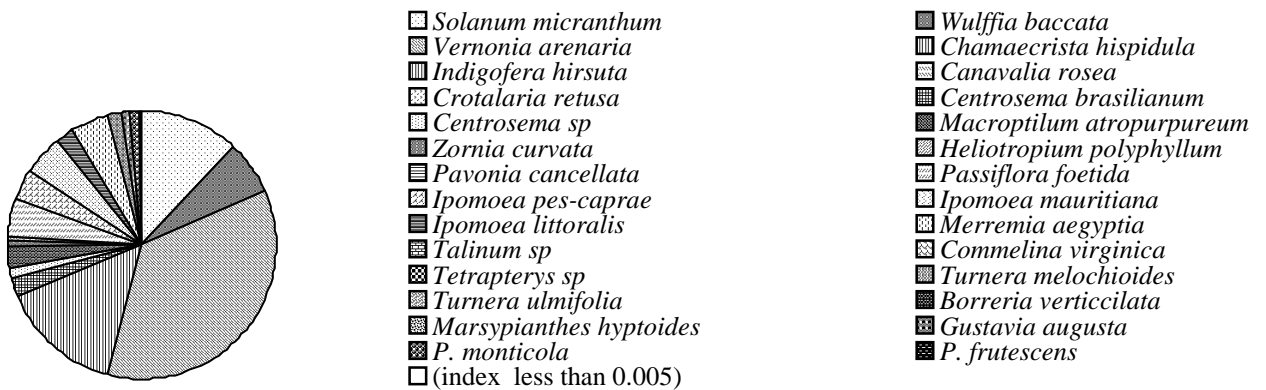 Solanum micranthum
Vernonia arenaria
Indigofera hirsuta
Crotalaria retusa
Centrosema sp
Zornia curvata
Pavonia cancellata
Ipomoea pes-caprae
Ipomoea littoralis
Talinum sp
Tetrapterys sp
Turnera ulmifolia
Marsypianthes hyptoides
P. monticola
(index less than 0.005)
Wulffia baccata
Chamaecrista hispidula
Canavalia rosea
Centrosema brasilianum
Macroptilum atropurpureum
Heliotropium polyphyllum
Passiflora foetida
Ipomoea mauritiana
Merremia aegyptia
Commelina virginica
Turnera melochioides
Borreria verticcilata
Gustavia augusta
P. frutescens